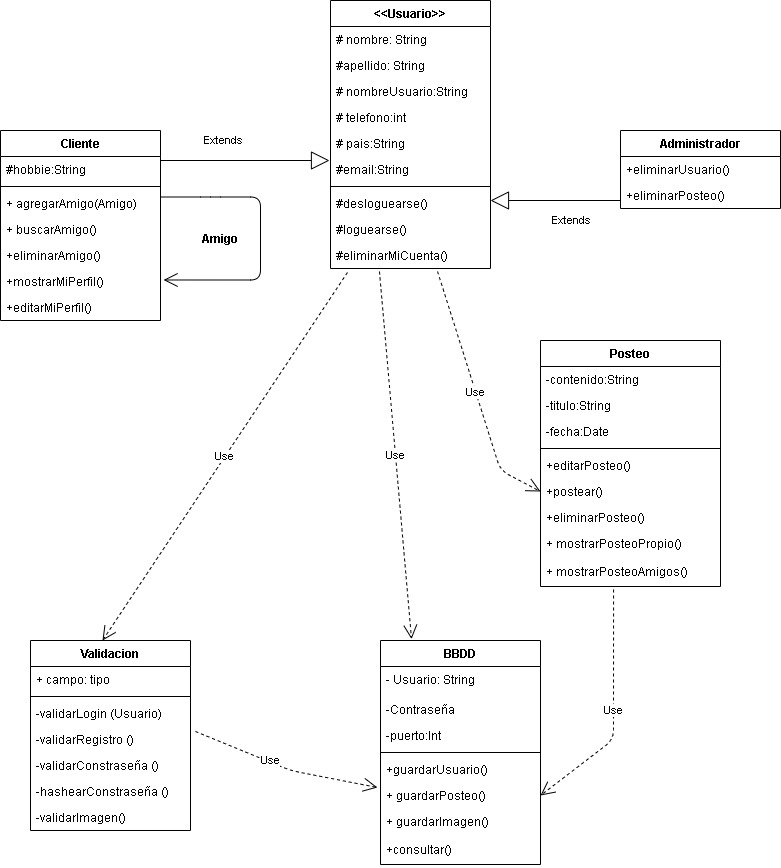 <<Usuario>>
# nombre: String
#apellido: String
# nombreUsuario:String
# telefono:int
# pais:String
#email:String
#desloguearse()
#loguearse()
#eliminarMiCuenta()
Cliente
#hobbie:String
+ agregarAmigo(Amigo)
+ buscarAmigo()
+eliminarAmigo()
+mostrarMiPerfil()
+editarMiPerfil()
Extends
Amigo
Administrador
+eliminarUsuario()
+eliminarPosteo()
Extends
Posteo
-contenido:String
-titulo:String
-fecha:Date
+editarPosteo()
+postear()
+eliminarPosteo()
+ mostrarPosteoPropio()
+ mostrarPosteoAmigos()
Use
Use
Use
Validacion
+ campo: tipo
-validarLogin (Usuario)
-validarRegistro ()
-validarConstraseña ()
-hashearConstraseña ()
-validarImagen()
Use
BBDD
- Usuario: String
-Contraseña
-puerto:Int
+guardarUsuario()
+ guardarPosteo()
+ guardarImagen()
+consultar()
Use